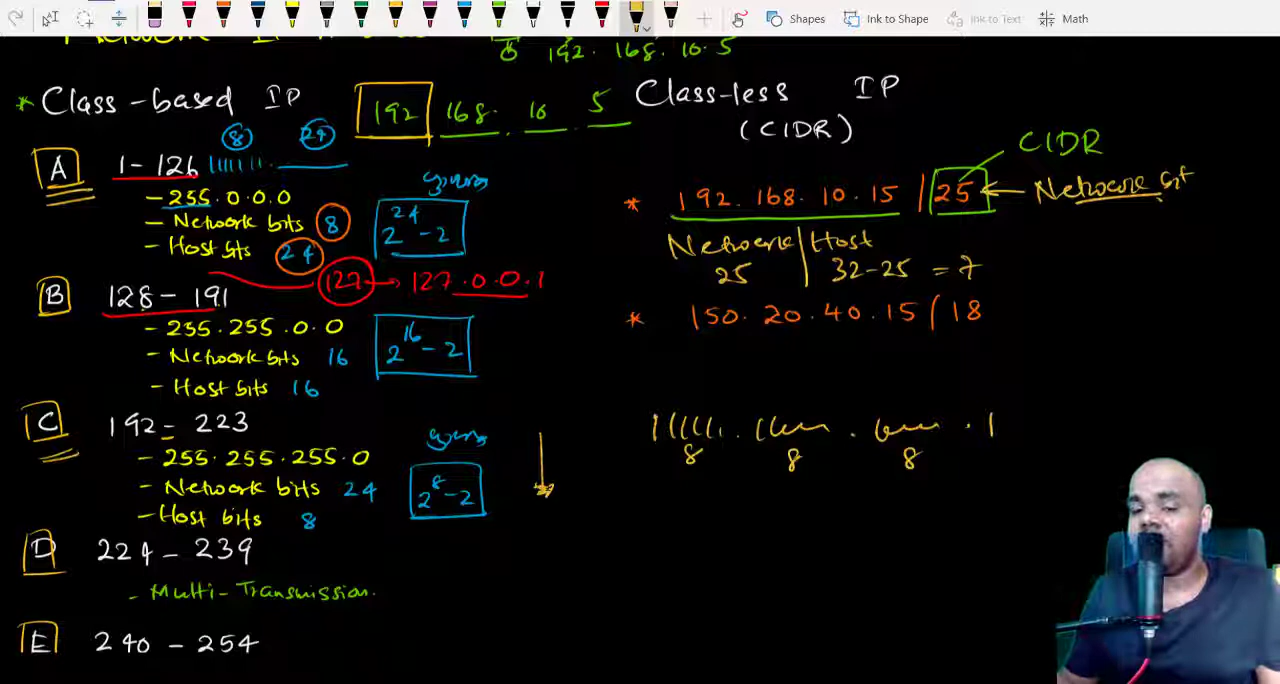 Shapes
Ink to Shape
Ink to Text
Math
Network IP
192.168.10.5
* Class-based IP
192 168. 10 5
Class-less IP
(CIDR)
A 1-126
8 24
- 255.0.0.0
- Network bits 8
- Host bits 24
2^24 - 2
127 → 127.0.0.1
B 128 - 191
- 255.255.0.0
- Network bits 16
- Host bits 16
2^16 - 2
C 192 - 223
- 255.255.255.0
- Network bits 24
- Host bits 8
2^8 - 2
D 224 - 239
- Multi-Transmission.
E 240 - 254
CIDR
* 192.168.10.15 /25 ← Network bit
Network | Host
25 32-25 = 7
* 150.20.40.15 /18
8 8 8